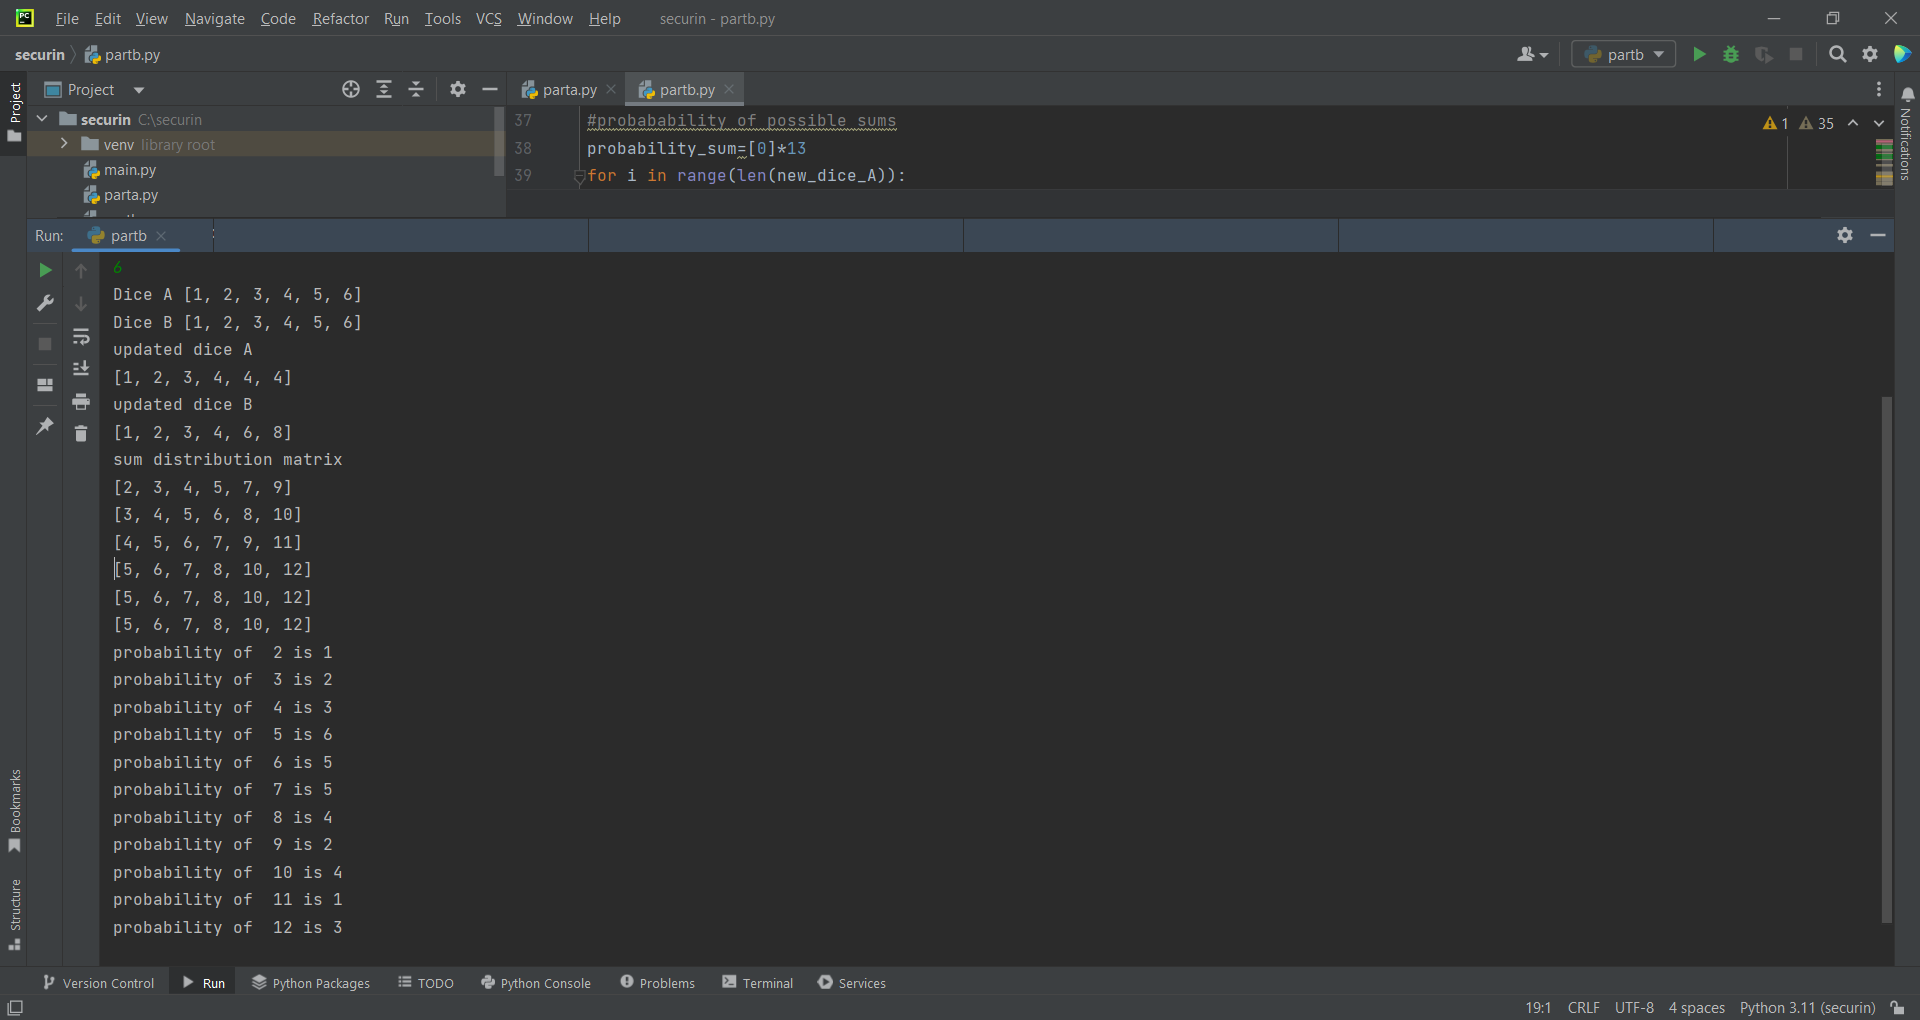 PC File Edit View Navigate Code Refactor Run Tools VCS Window Help securin - partb.py
securin partb.py partb
Project
Project parta.py partb.py
securin C:\securin
venv library root
main.py
parta.py
37 #probabability of possible sums
38 probability_sum=[0]*13
39 for i in range(len(new_dice_A)):
1 35
Notifications
Run: partb
6
Dice A [1, 2, 3, 4, 5, 6]
Dice B [1, 2, 3, 4, 5, 6]
updated dice A
[1, 2, 3, 4, 4, 4]
updated dice B
[1, 2, 3, 4, 6, 8]
sum distribution matrix
[2, 3, 4, 5, 7, 9]
[3, 4, 5, 6, 8, 10]
[4, 5, 6, 7, 9, 11]
[5, 6, 7, 8, 10, 12]
[5, 6, 7, 8, 10, 12]
[5, 6, 7, 8, 10, 12]
probability of  2 is 1
probability of  3 is 2
probability of  4 is 3
probability of  5 is 6
probability of  6 is 5
probability of  7 is 5
probability of  8 is 4
probability of  9 is 2
probability of  10 is 4
probability of  11 is 1
probability of  12 is 3
Bookmarks
Structure
Version Control Run Python Packages TODO Python Console Problems Terminal Services
19:1 CRLF UTF-8 4 spaces Python 3.11 (securin)